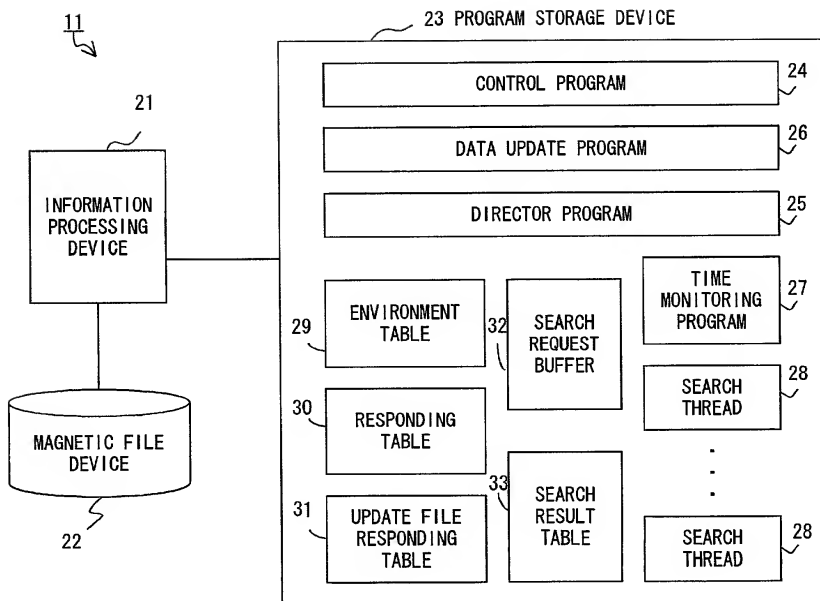 11
23 PROGRAM STORAGE DEVICE
CONTROL PROGRAM
24
21
DATA UPDATE PROGRAM
26
INFORMATION
PROCESSING
DEVICE
DIRECTOR PROGRAM
25
29
ENVIRONMENT
TABLE
32
SEARCH
REQUEST
BUFFER
TIME
MONITORING
PROGRAM
27
30
RESPONDING
TABLE
SEARCH
THREAD
28
MAGNETIC FILE
DEVICE
22
31
UPDATE FILE
RESPONDING
TABLE
33
SEARCH
RESULT
TABLE
SEARCH
THREAD
28